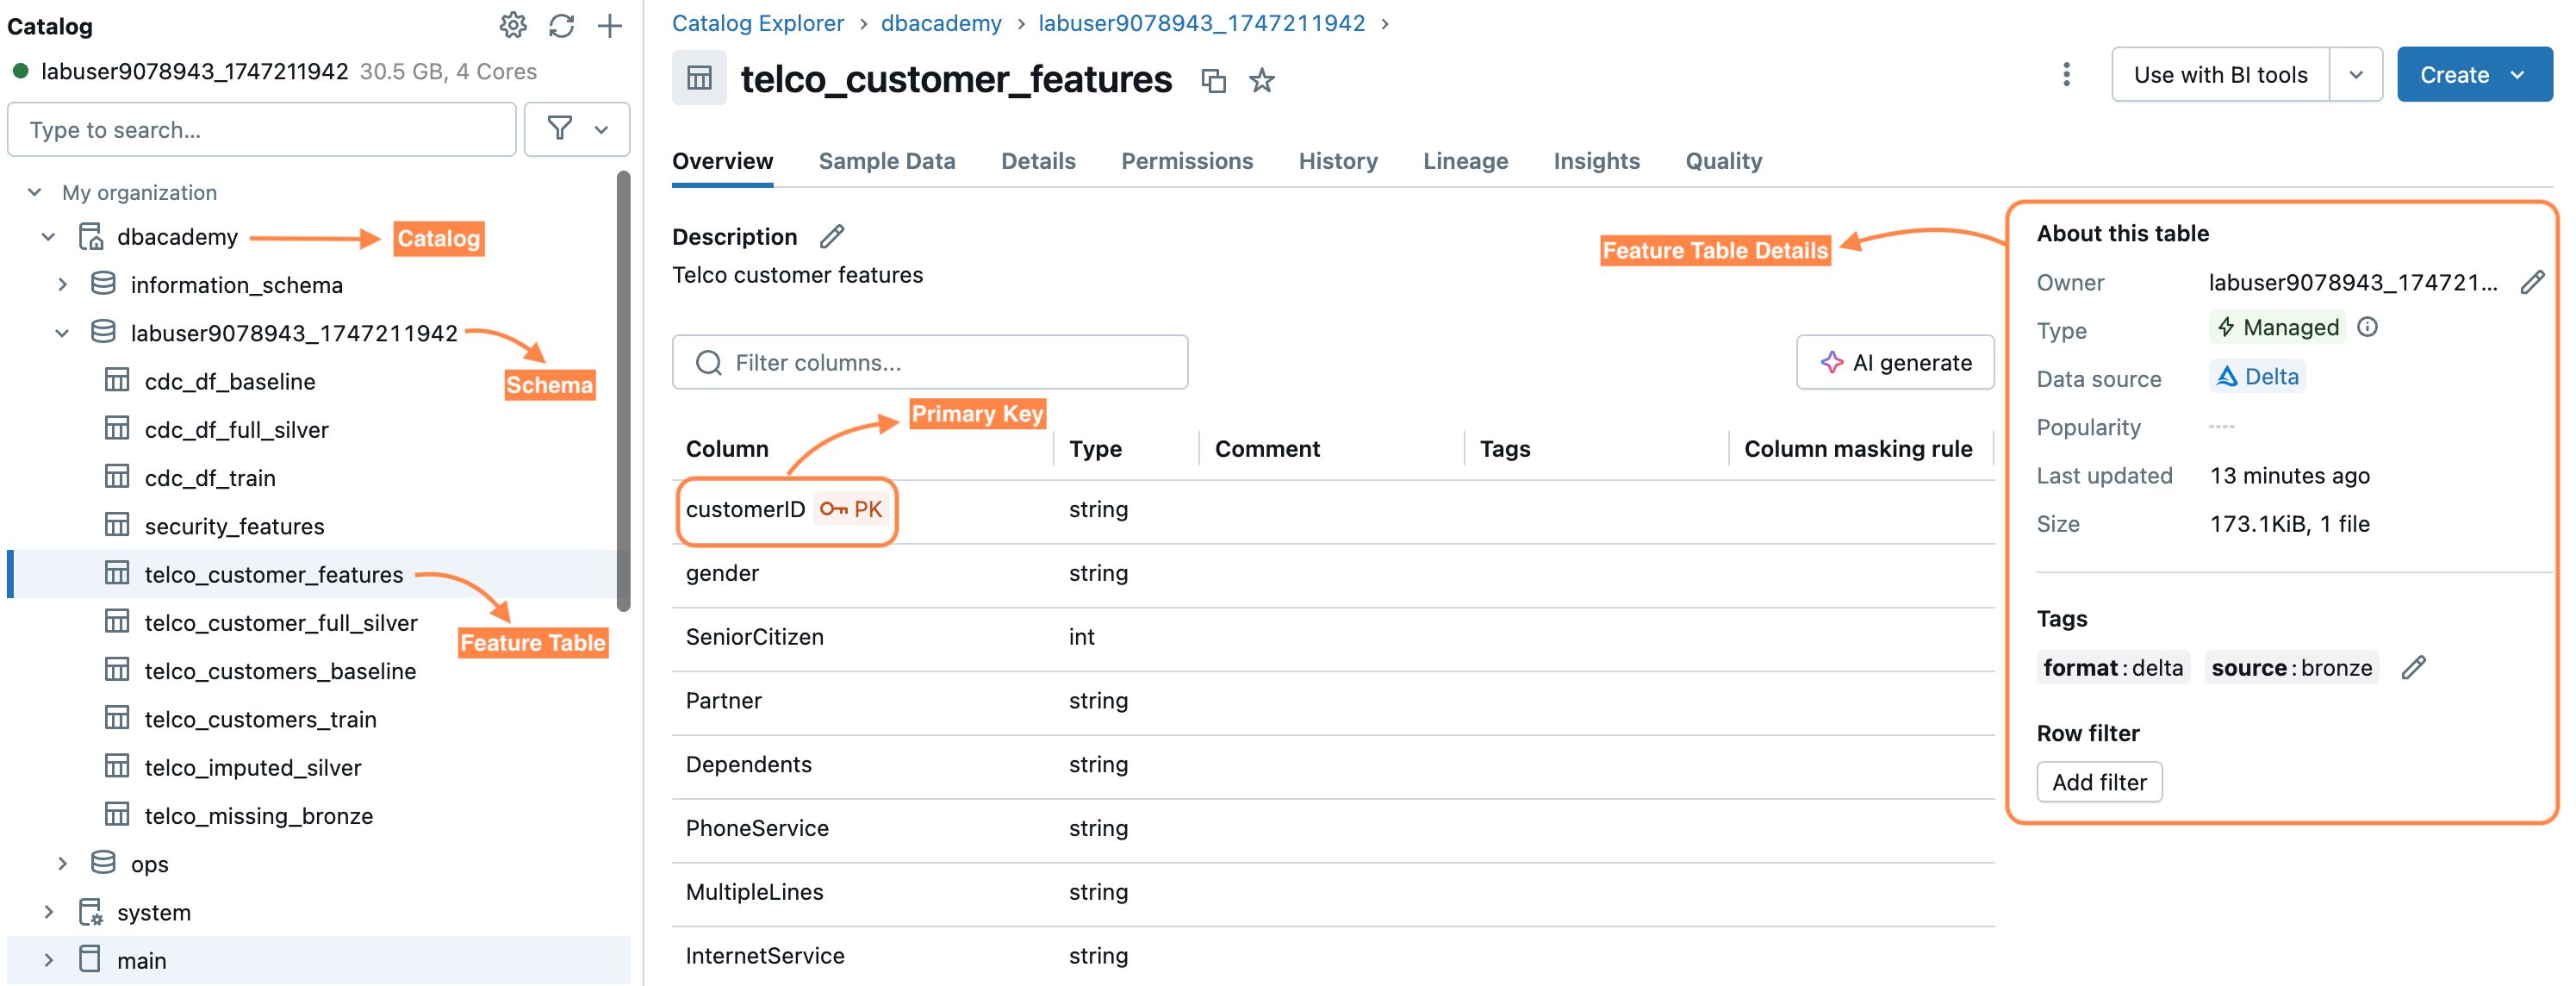 Catalog
labuser9078943_1747211942 30.5 GB, 4 Cores
Type to search...
My organization
dbacademy
Catalog
information_schema
labuser9078943_1747211942
Schema
cdc_df_baseline
cdc_df_full_silver
cdc_df_train
security_features
telco_customer_features
telco_customer_full_silver
Feature Table
telco_customers_baseline
telco_customers_train
telco_imputed_silver
telco_missing_bronze
ops
system
main
Catalog Explorer > dbacademy > labuser9078943_1747211942 >
telco_customer_features
Use with BI tools
Create
Overview Sample Data Details Permissions History Lineage Insights Quality
Description
Telco customer features
Feature Table Details
Filter columns...
AI generate
Primary Key
Column Type Comment Tags Column masking rule
customerID PK string
gender string
SeniorCitizen int
Partner string
Dependents string
PhoneService string
MultipleLines string
InternetService string
About this table
Owner labuser9078943_174721...
Type Managed
Data source Delta
Popularity ----
Last updated 13 minutes ago
Size 173.1KiB, 1 file
Tags
format : delta source : bronze
Row filter
Add filter